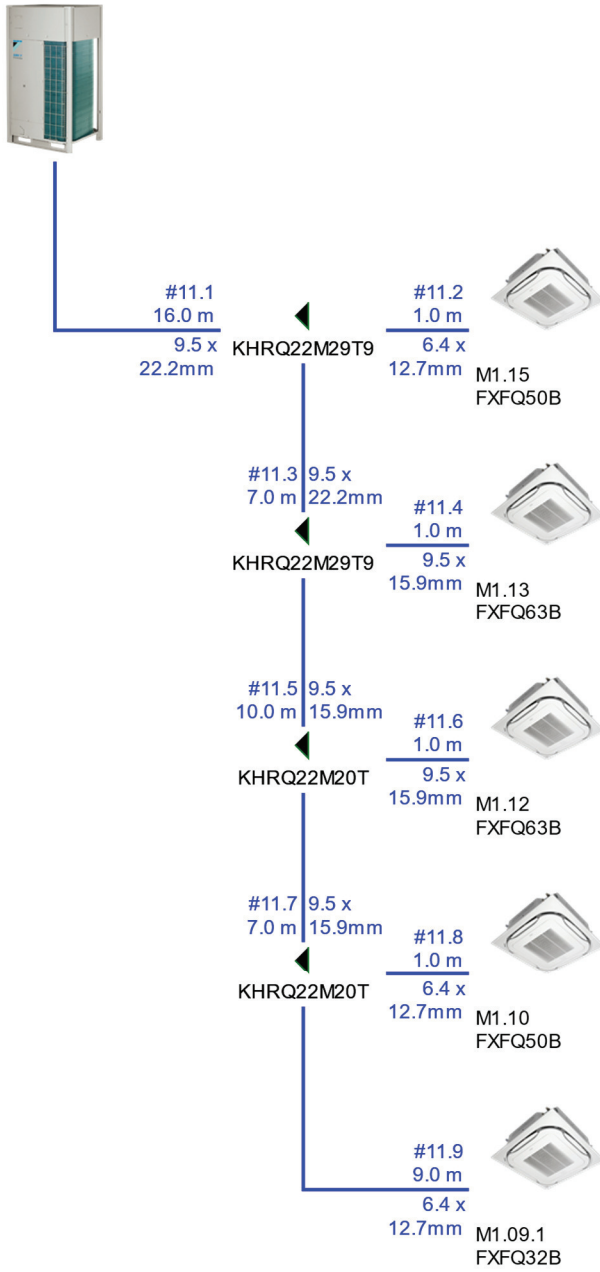 #11.1
16.0 m
9.5 x
22.2mm
KHRQ22M29T9
#11.2
1.0 m
6.4 x
12.7mm
M1.15
FXFQ50B
#11.3 9.5 x
7.0 m 22.2mm
KHRQ22M29T9
#11.4
1.0 m
9.5 x
15.9mm
M1.13
FXFQ63B
#11.5 9.5 x
10.0 m 15.9mm
KHRQ22M20T
#11.6
1.0 m
9.5 x
15.9mm
M1.12
FXFQ63B
#11.7 9.5 x
7.0 m 15.9mm
KHRQ22M20T
#11.8
1.0 m
6.4 x
12.7mm
M1.10
FXFQ50B
#11.9
9.0 m
6.4 x
12.7mm
M1.09.1
FXFQ32B